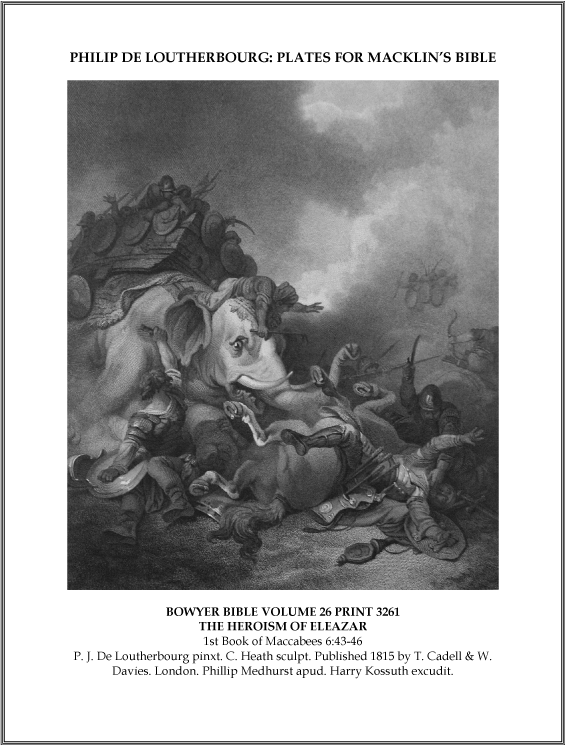 PHILIP DE LOUTHERBOURG: PLATES FOR MACKLIN'S BIBLE
BOWYER BIBLE VOLUME 26 PRINT 3261
THE HEROISM OF ELEAZAR
1st Book of Maccabees 6:43-46
P. J. De Loutherbourg pinxt. C. Heath sculpt. Published 1815 by T. Cadell & W.
Davies. London. Phillip Medhurst apud. Harry Kossuth excudit.